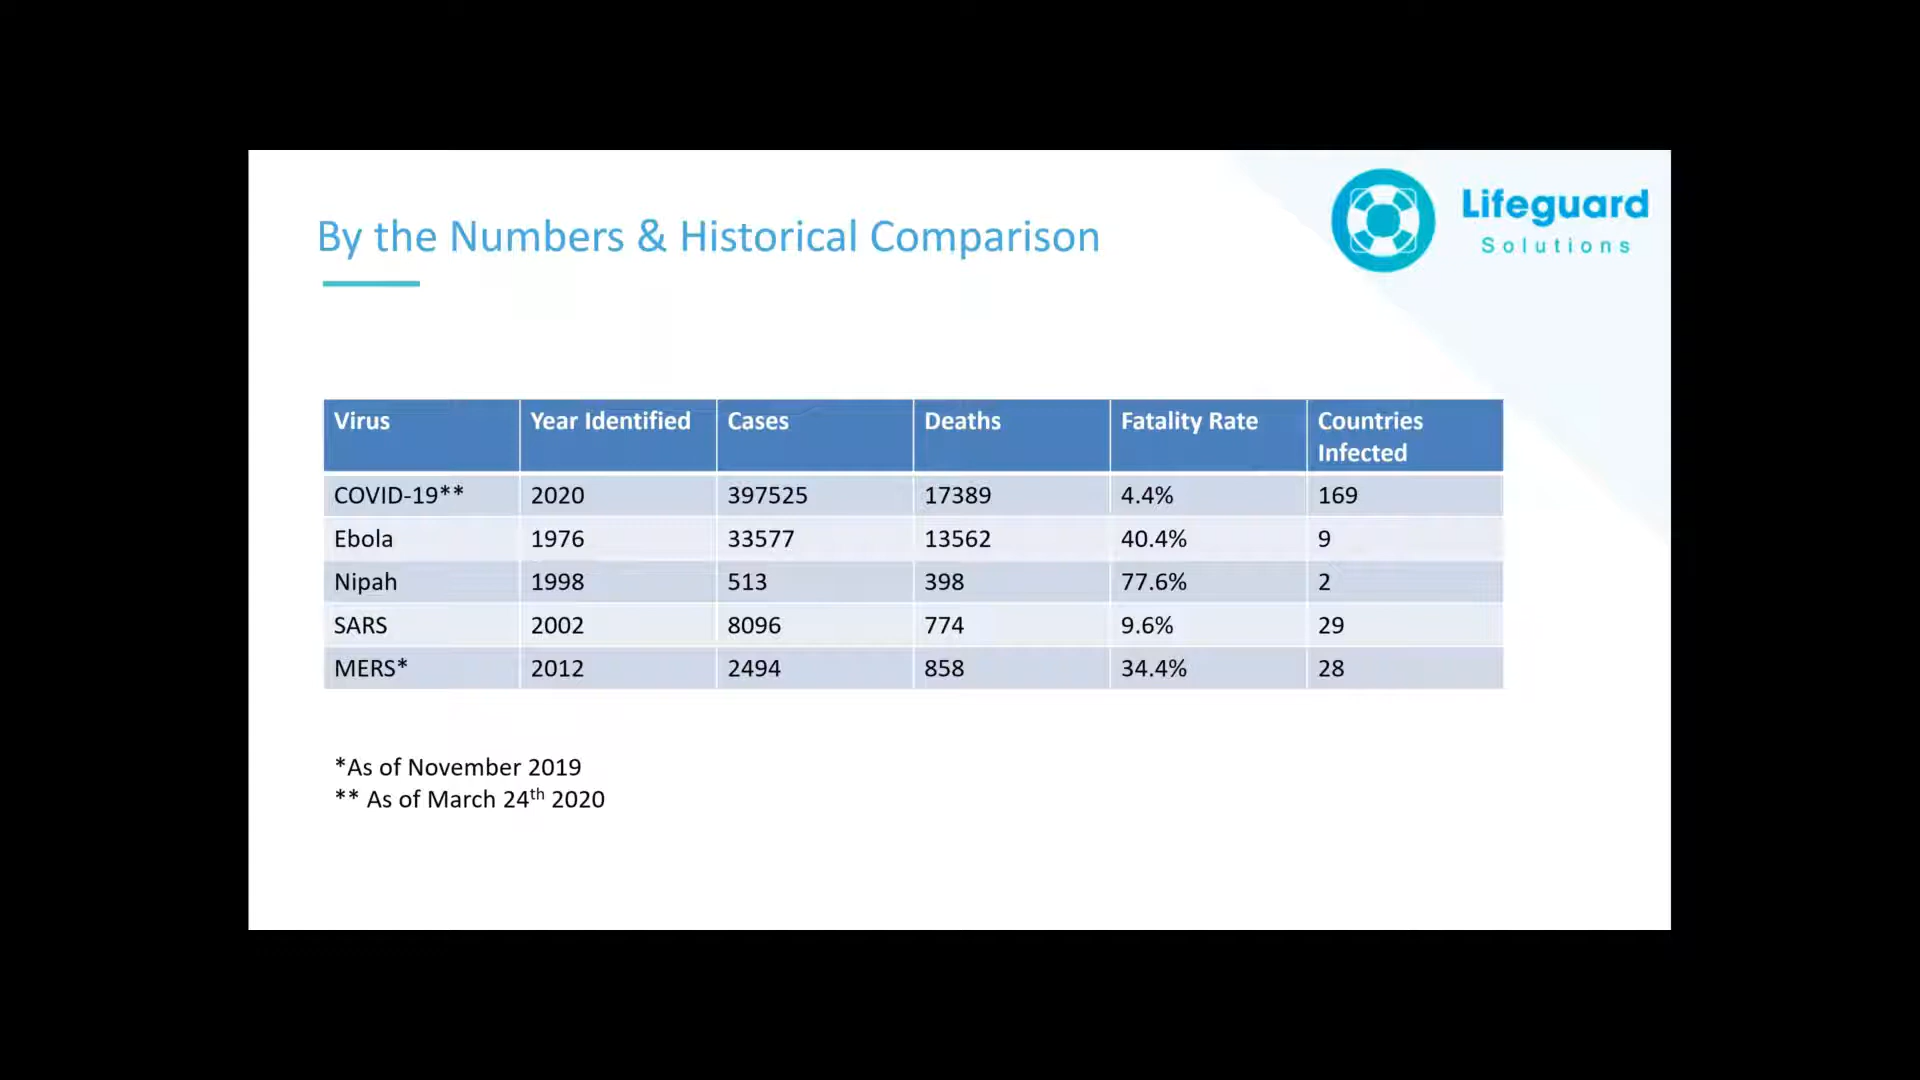 By the Numbers & Historical Comparison
Lifeguard
Solutions
Virus Year Identified Cases Deaths Fatality Rate Countries Infected
COVID-19** 2020 397525 17389 4.4% 169
Ebola 1976 33577 13562 40.4% 9
Nipah 1998 513 398 77.6% 2
SARS 2002 8096 774 9.6% 29
MERS* 2012 2494 858 34.4% 28
*As of November 2019
** As of March 24th 2020